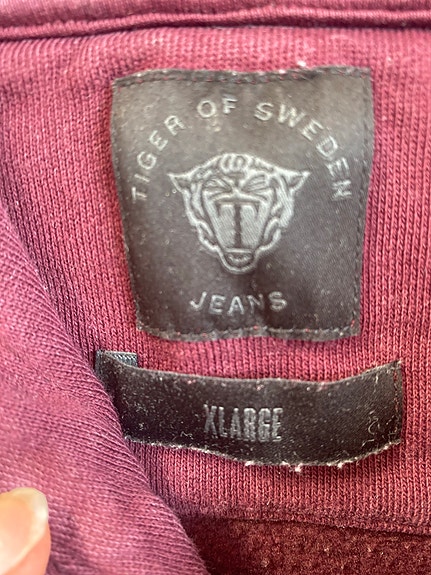 TIGER OF SWEDEN
T
JEANS
XLARGE